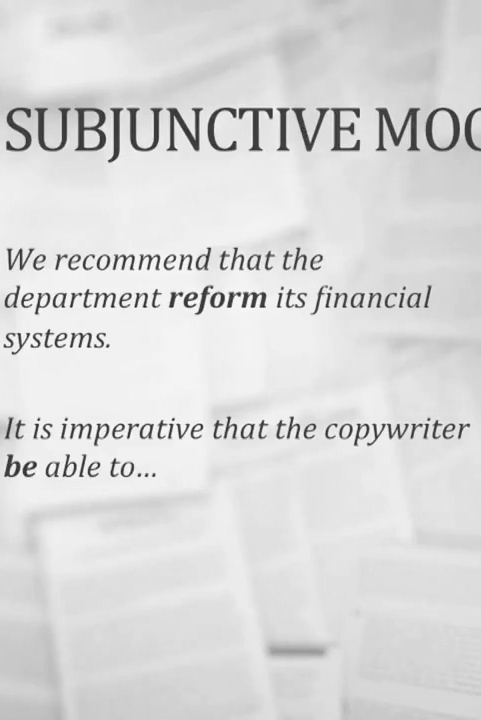 SUBJUNCTIVE MOO
We recommend that the
department reform its financial
systems.
It is imperative that the copywriter
be able to...